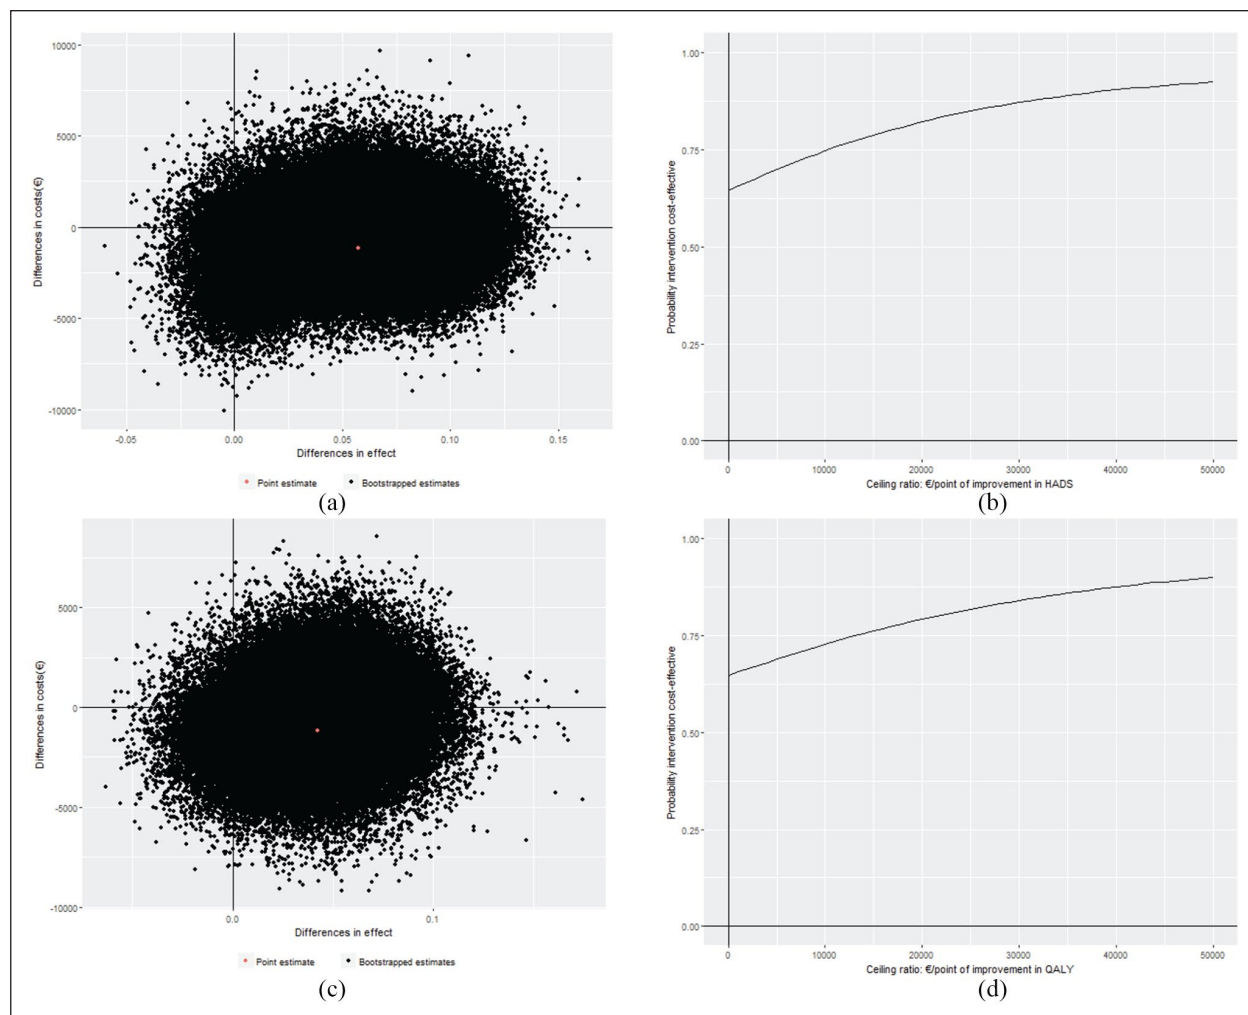 10000
5000
0
-5000
-10000
Differences in costs(€)
-0.05 0.00 0.05 0.10 0.15
Differences in effect
Point estimate Bootstrapped estimates
(a)
1.00
0.75
0.50
0.25
0.00
Probability intervention cost-effective
0 10000 20000 30000 40000 50000
Ceiling ratio: €/point of improvement in HADS
(b)
5000
0
-5000
-10000
Differences in costs(€)
0.0 0.1
Differences in effect
Point estimate Bootstrapped estimates
(c)
1.00
0.75
0.50
0.25
0.00
Probability intervention cost-effective
0 10000 20000 30000 40000 50000
Ceiling ratio: €/point of improvement in QALY
(d)